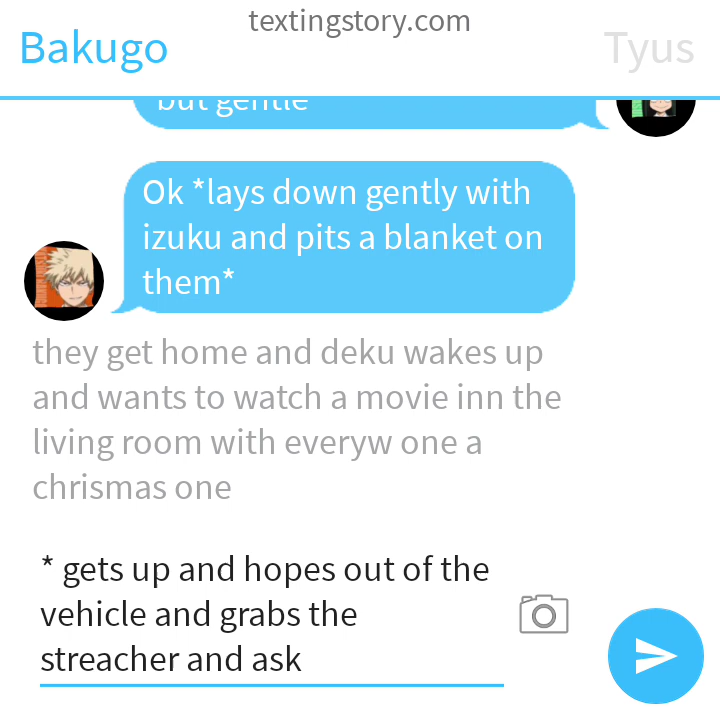 textingstory.com
Bakugo
Tyus
but gentle
Ok *lays down gently with
izuku and pits a blanket on
them*
they get home and deku wakes up
and wants to watch a movie inn the
living room with everyw one a
chrismas one
* gets up and hopes out of the
vehicle and grabs the
streacher and ask